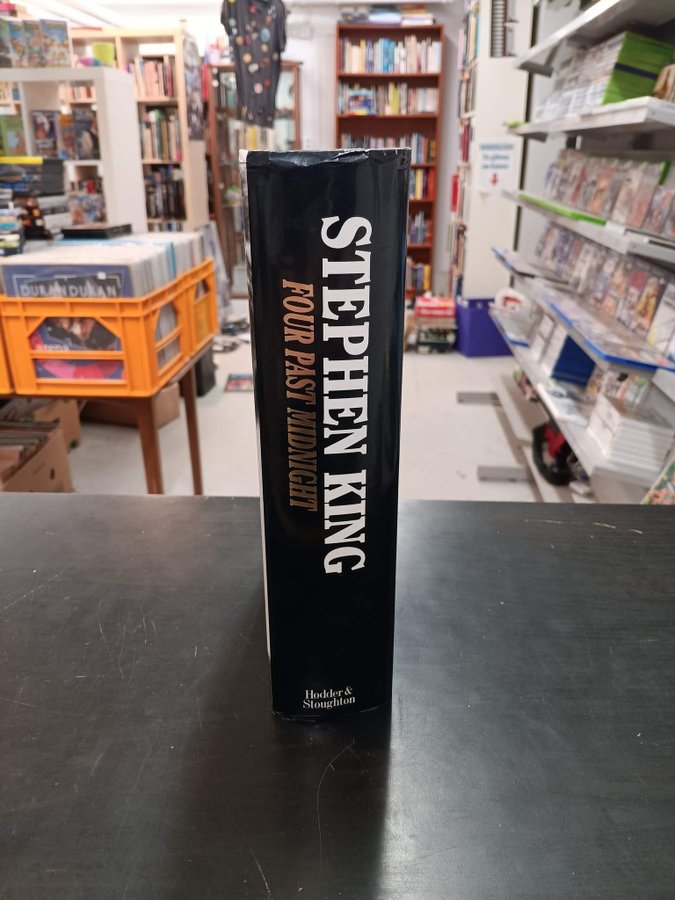 STEPHEN KING
FOUR PAST MIDNIGHT
Hodder &
Stoughton
DURAN DURAN